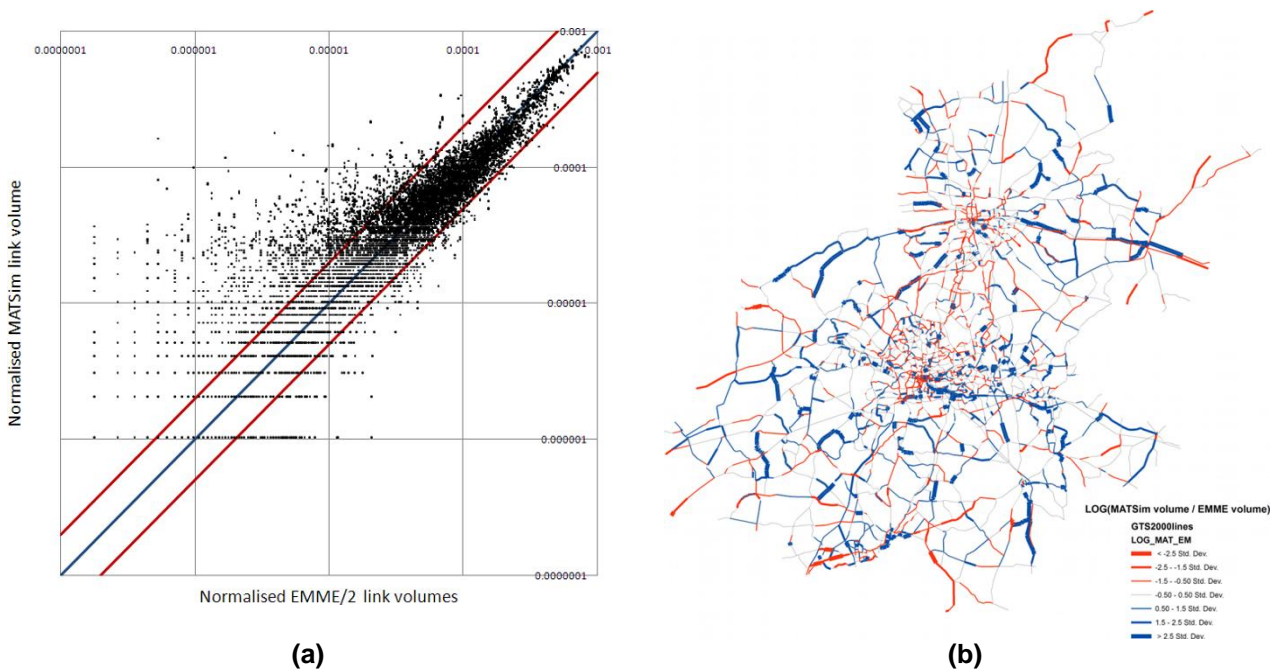 0.001
0.0000001
0.000001
0.00001
0.0001
0.001
0.0001
0.00001
0.000001
0.0000001
Normalised MATSim link volume
Normalised EMME/2 link volumes
(a)
LOG(MATSim volume / EMME volume)
GTS2000lines
LOG_MAT_EM
< -2.5 Std. Dev.
-2.5 - -1.5 Std. Dev.
-1.5 - -0.50 Std. Dev.
-0.50 - 0.50 Std. Dev.
0.50 - 1.5 Std. Dev.
1.5 - 2.5 Std. Dev.
> 2.5 Std. Dev.
(b)